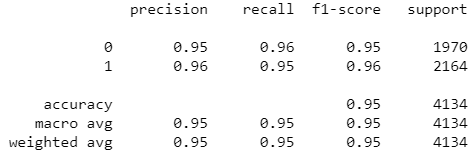 precision recall f1-score support
0 0.95 0.96 0.95 1970
1 0.96 0.95 0.96 2164
accuracy 0.95 4134
macro avg 0.95 0.95 0.95 4134
weighted avg 0.95 0.95 0.95 4134